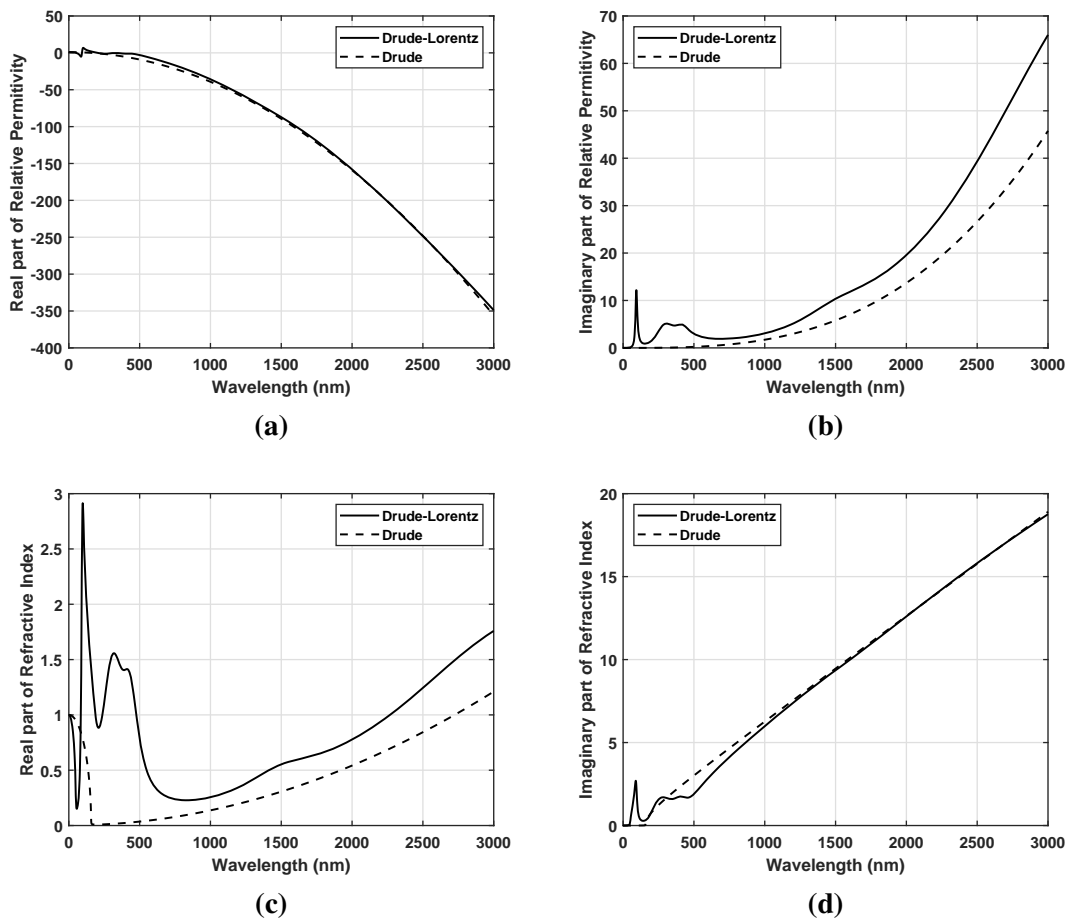 50
0
-50
-100
-150
-200
-250
-300
-350
-400
Real part of Relative Permitivity
0 500 1000 1500 2000 2500 3000
Wavelength (nm)
Drude-Lorentz
Drude
(a)
70
60
50
40
30
20
10
0
Imaginary part of Relative Permitivity
0 500 1000 1500 2000 2500 3000
Wavelength (nm)
Drude-Lorentz
Drude
(b)
3
2.5
2
1.5
1
0.5
0
Real part of Refractive Index
0 500 1000 1500 2000 2500 3000
Wavelength (nm)
Drude-Lorentz
Drude
(c)
20
15
10
5
0
Imaginary part of Refractive Index
0 500 1000 1500 2000 2500 3000
Wavelength (nm)
Drude-Lorentz
Drude
(d)